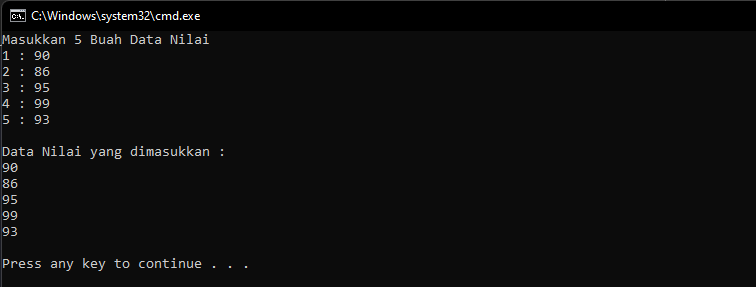 C:\Windows\system32\cmd.exe
Masukkan 5 Buah Data Nilai
1 : 90
2 : 86
3 : 95
4 : 99
5 : 93
Data Nilai yang dimasukkan :
90
86
95
99
93
Press any key to continue . . .